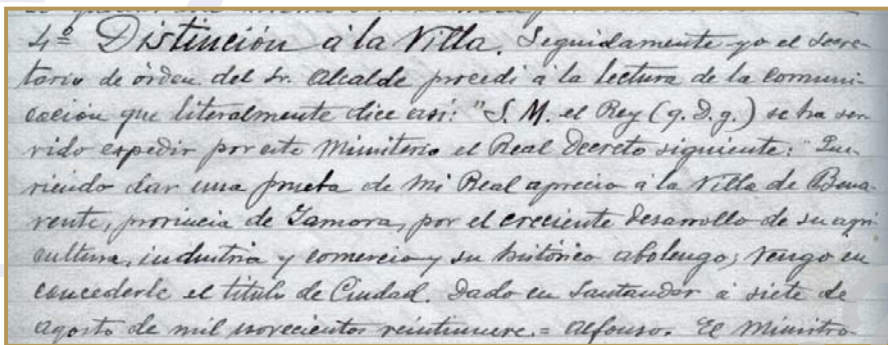 4º Distinción á la Villa. Seguidamente yo el secre-
tario de órden del Sr. Alcalde procedí á la lectura de la comuni-
cación que literalmente dice así: "S. M. el Rey (q. D. g.) se ha ser
vido expedir por este Ministerio el Real Decreto siguiente: "Que-
riendo dar una prueba de Mi Real aprecio á la Villa de Bena-
vente, provincia de Zamora, por el creciente desarrollo de su agri
cultura, industria y comercio y su histórico abolengo; Vengo en
concederle el título de Ciudad. Dado en Santander á siete de
agosto de mil novecientos veintinueve. = Alfonso. El Ministro